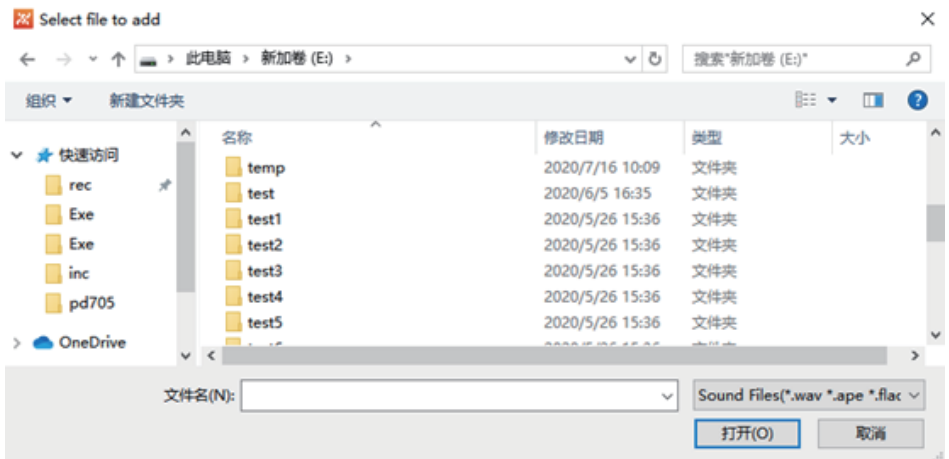 Select file to add
此电脑 › 新加卷 (E:) ›
搜索"新加卷 (E:)"
组织 新建文件夹
快速访问
rec
Exe
Exe
inc
pd705
OneDrive
名称 修改日期 类型 大小
temp 2020/7/16 10:09 文件夹
test 2020/6/5 16:35 文件夹
test1 2020/5/26 15:36 文件夹
test2 2020/5/26 15:36 文件夹
test3 2020/5/26 15:36 文件夹
test4 2020/5/26 15:36 文件夹
test5 2020/5/26 15:36 文件夹
文件名(N):
Sound Files(*.wav *.ape *.flac
打开(O) 取消